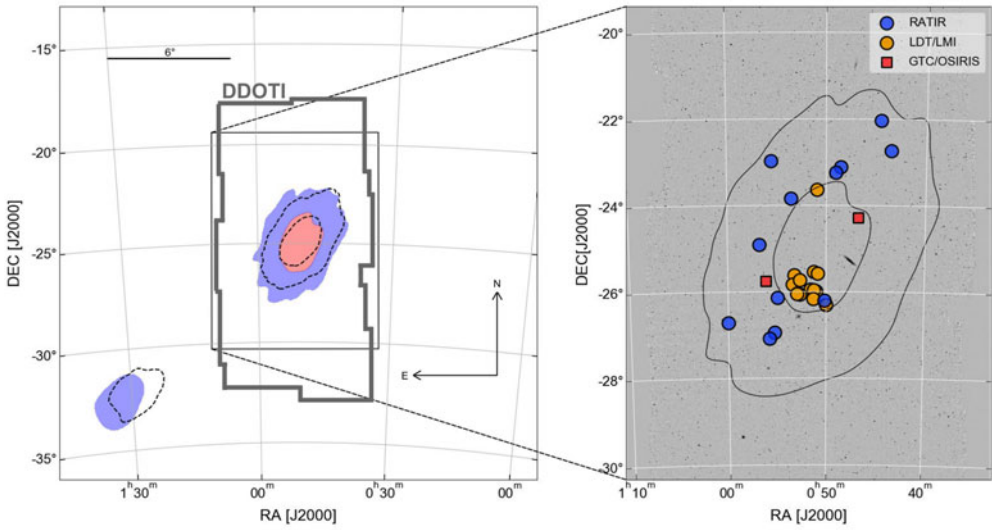 -15°
-20°
-25°
-30°
-35°
DEC [J2000]
6°
DDOTI
N
E
1ʰ30ᵐ
00ᵐ
0ʰ30ᵐ
00ᵐ
RA [J2000]
-20°
-22°
-24°
-26°
-28°
-30°
DEC[J2000]
RATIR
LDT/LMI
GTC/OSIRIS
1ʰ10ᵐ
00ᵐ
0ʰ50ᵐ
40ᵐ
RA [J2000]